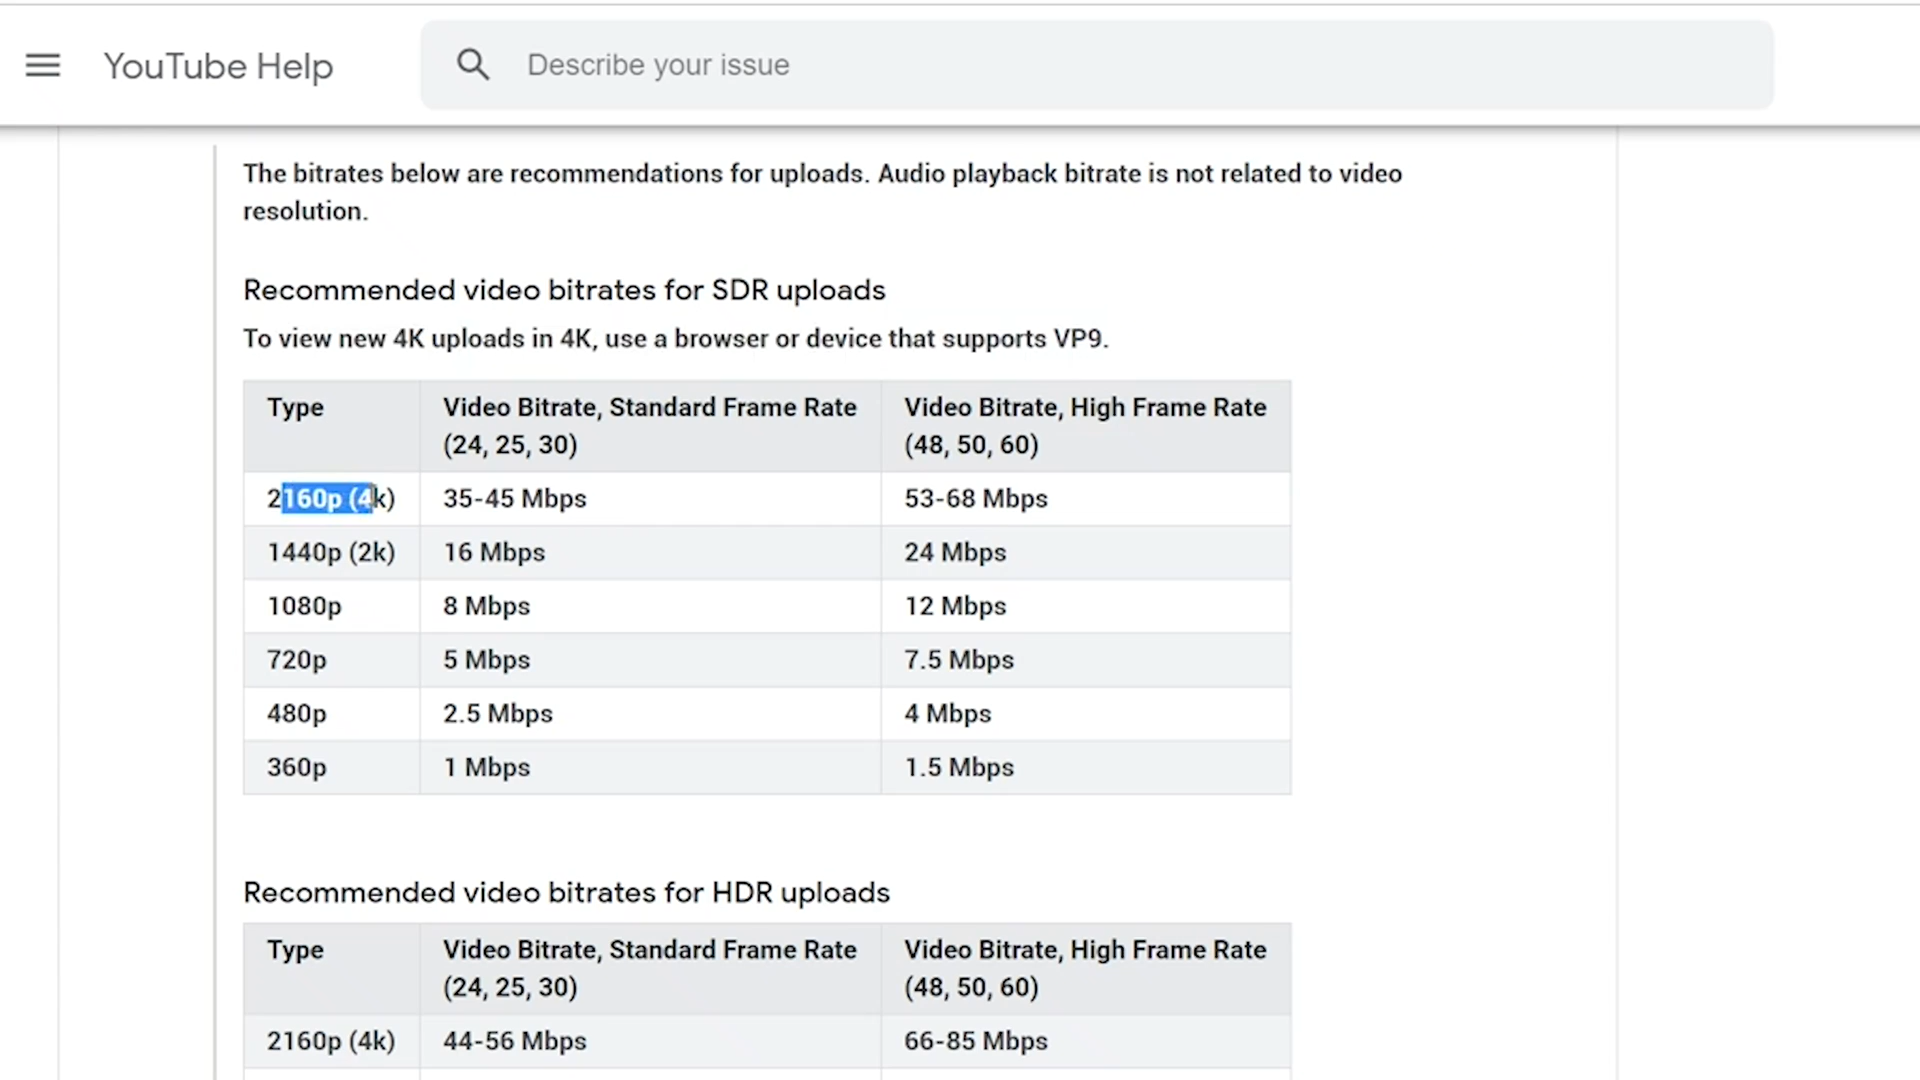 YouTube Help
Describe your issue
The bitrates below are recommendations for uploads. Audio playback bitrate is not related to video
resolution.
Recommended video bitrates for SDR uploads
To view new 4K uploads in 4K, use a browser or device that supports VP9.
Type Video Bitrate, Standard Frame Rate Video Bitrate, High Frame Rate
(24, 25, 30) (48, 50, 60)
2160p (4k) 35-45 Mbps 53-68 Mbps
1440p (2k) 16 Mbps 24 Mbps
1080p 8 Mbps 12 Mbps
720p 5 Mbps 7.5 Mbps
480p 2.5 Mbps 4 Mbps
360p 1 Mbps 1.5 Mbps
Recommended video bitrates for HDR uploads
Type Video Bitrate, Standard Frame Rate Video Bitrate, High Frame Rate
(24, 25, 30) (48, 50, 60)
2160p (4k) 44-56 Mbps 66-85 Mbps